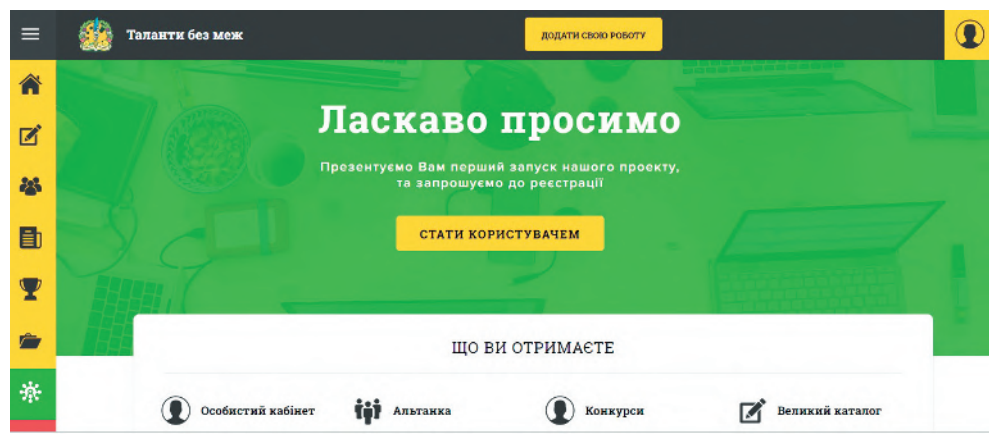 Таланти без меж
ДОДАТИ СВОЮ РОБОТУ
Ласкаво просимо
Презентуємо Вам перший запуск нашого проекту,
та запрошуємо до реєстрації
СТАТИ КОРИСТУВАЧЕМ
ЩО ВИ ОТРИМАЄТЕ
Особистий кабінет
Альтанка
Конкурси
Великий каталог